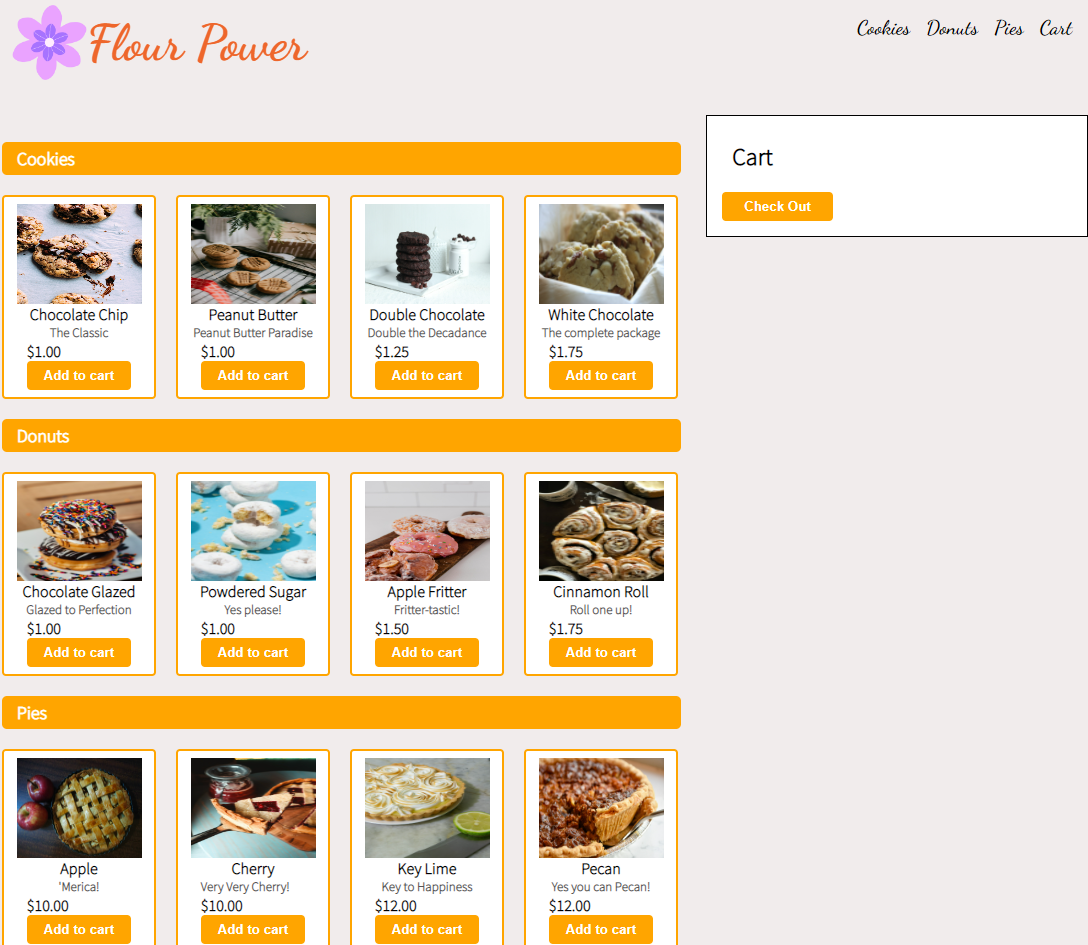 Flour Power
Cookies Donuts Pies Cart
Cart
Check Out
Cookies
Chocolate Chip
The Classic
$1.00
Add to cart
Peanut Butter
Peanut Butter Paradise
$1.00
Add to cart
Double Chocolate
Double the Decadance
$1.25
Add to cart
White Chocolate
The complete package
$1.75
Add to cart
Donuts
Chocolate Glazed
Glazed to Perfection
$1.00
Add to cart
Powdered Sugar
Yes please!
$1.00
Add to cart
Apple Fritter
Fritter-tastic!
$1.50
Add to cart
Cinnamon Roll
Roll one up!
$1.75
Add to cart
Pies
Apple
'Merica!
$10.00
Add to cart
Cherry
Very Very Cherry!
$10.00
Add to cart
Key Lime
Key to Happiness
$12.00
Add to cart
Pecan
Yes you can Pecan!
$12.00
Add to cart